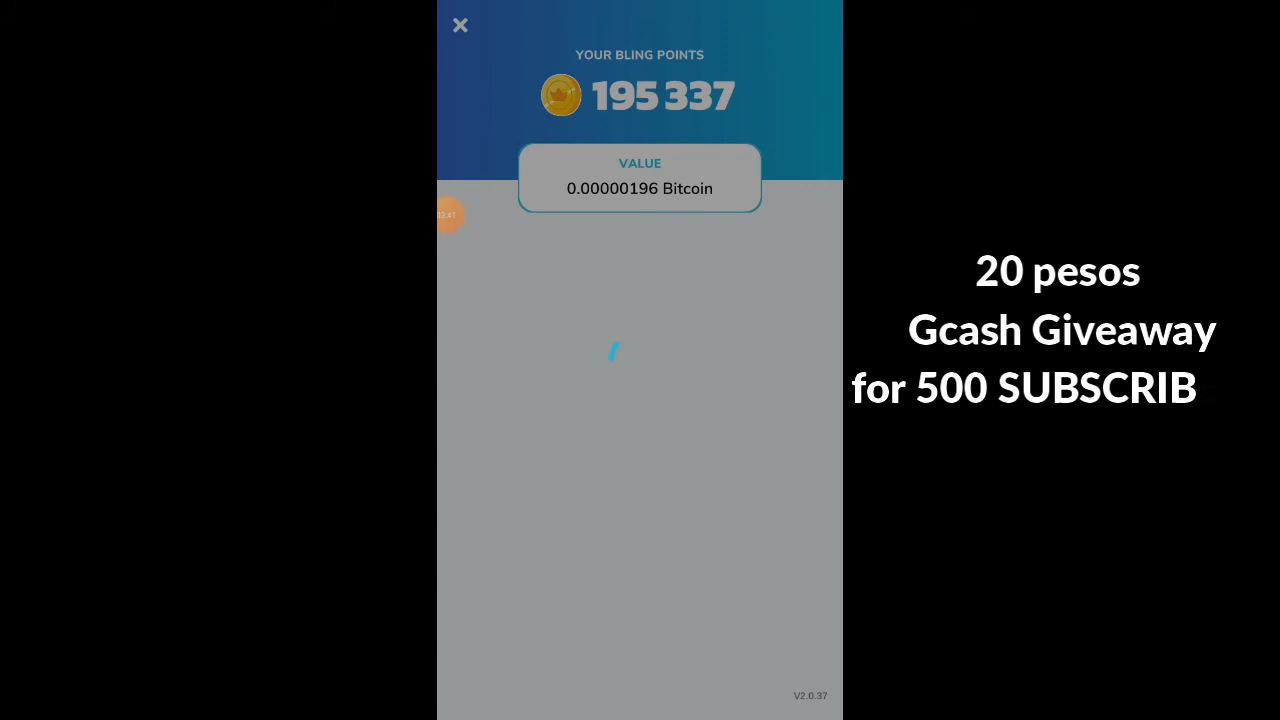 YOUR BLING POINTS
195 337
VALUE
0.00000196 Bitcoin
20 pesos
Gcash Giveaway
for 500 SUBSCRIB
V2.0.37